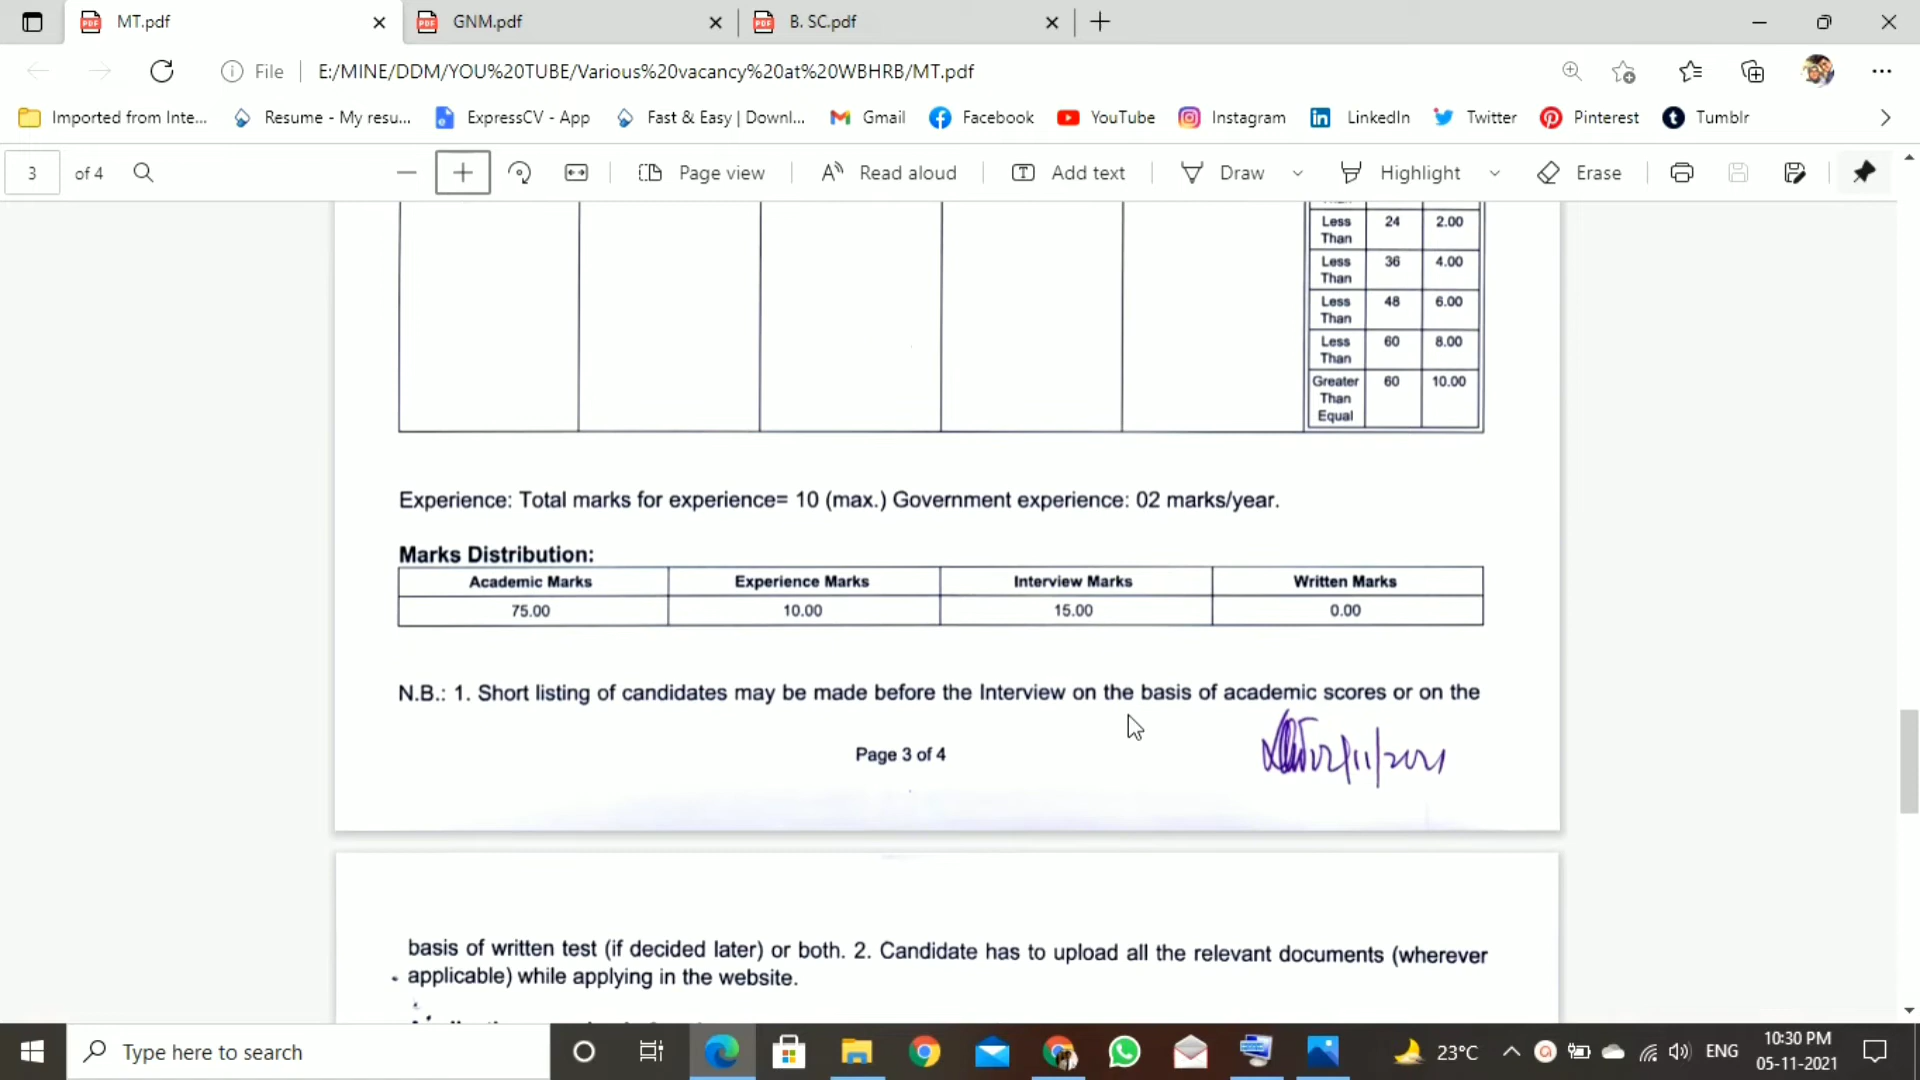 MT.pdf
GNM.pdf
B. SC.pdf
File
E:/MINE/DDM/YOU%20TUBE/Various%20vacancy%20at%20WBHRB/MT.pdf
Imported from Inte...
Resume - My resu...
ExpressCV - App
Fast & Easy | Downl...
Gmail
Facebook
YouTube
Instagram
LinkedIn
Twitter
Pinterest
Tumblr
3 of 4
Page view
Read aloud
Add text
Draw
Highlight
Erase
Less Than 24 2.00
Less Than 36 4.00
Less Than 48 6.00
Less Than 60 8.00
Greater Than Equal 60 10.00
Experience: Total marks for experience= 10 (max.) Government experience: 02 marks/year.
Marks Distribution:
Academic Marks Experience Marks Interview Marks Written Marks
75.00 10.00 15.00 0.00
N.B.: 1. Short listing of candidates may be made before the Interview on the basis of academic scores or on the
Page 3 of 4
basis of written test (if decided later) or both. 2. Candidate has to upload all the relevant documents (wherever
applicable) while applying in the website.
Type here to search
23°C
ENG
10:30 PM
05-11-2021